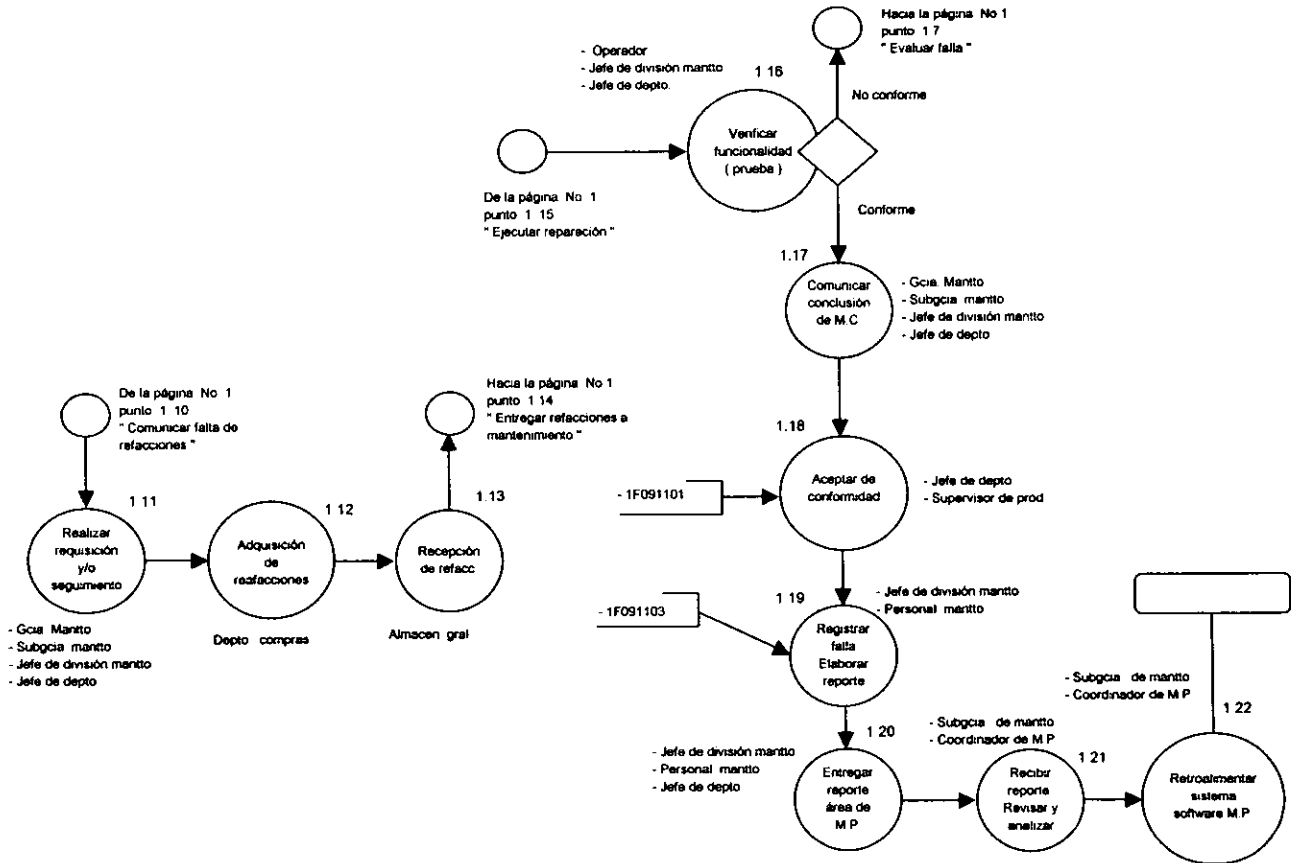 Hacia la página No 1
punto 1 7
" Evaluar falla "
- Operador
- Jefe de división mantto
- Jefe de depto.
1 16
No conforme
Verificar
funcionalidad
( prueba )
De la página No 1
punto 1 15
" Ejecutar reparación "
Conforme
1.17
Comunicar
conclusión
de M.C
- Gcia. Mantto
- Subgcia mantto
- Jefe de división mantto
- Jefe de depto
De la página No 1
punto 1 10
" Comunicar falta de
refacciones "
Hacia la página No 1
punto 1 14
" Entregar refacciones a
mantenimiento "
1.18
Aceptar de
conformidad
- Jefe de depto
- Supervisor de prod
- 1F091101
1 11
Realizar
requisición
y/o
seguimiento
- Gcia Mantto
- Subgcia mantto
- Jefe de división mantto
- Jefe de depto
1 12
Adquisición
de
reafacciones
Depto compras
1.13
Recepción
de refacc
Almacen gral
- 1F091103
1 19
- Jefe de división mantto
- Personal mantto
Registrar
falla
Elaborar
reporte
1 20
- Jefe de división mantto
- Personal mantto
- Jefe de depto
Entregar
reporte
área de
M P
- Subgcia de mantto
- Coordinador de M P
1 21
Recibir
reporte
Revisar y
analizar
- Subgcia de mantto
- Coordinador de M P
1 22
Retroalimentar
sistema
software M.P